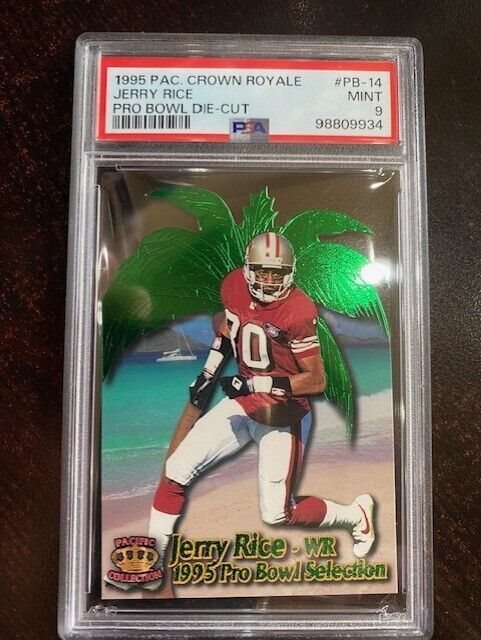 1995 PAC. CROWN ROYALE #PB-14
JERRY RICE MINT
PRO BOWL DIE-CUT 9
PSA 98809934
80
80
PACIFIC
COLLECTION
Jerry Rice - WR
1995 Pro Bowl Selection